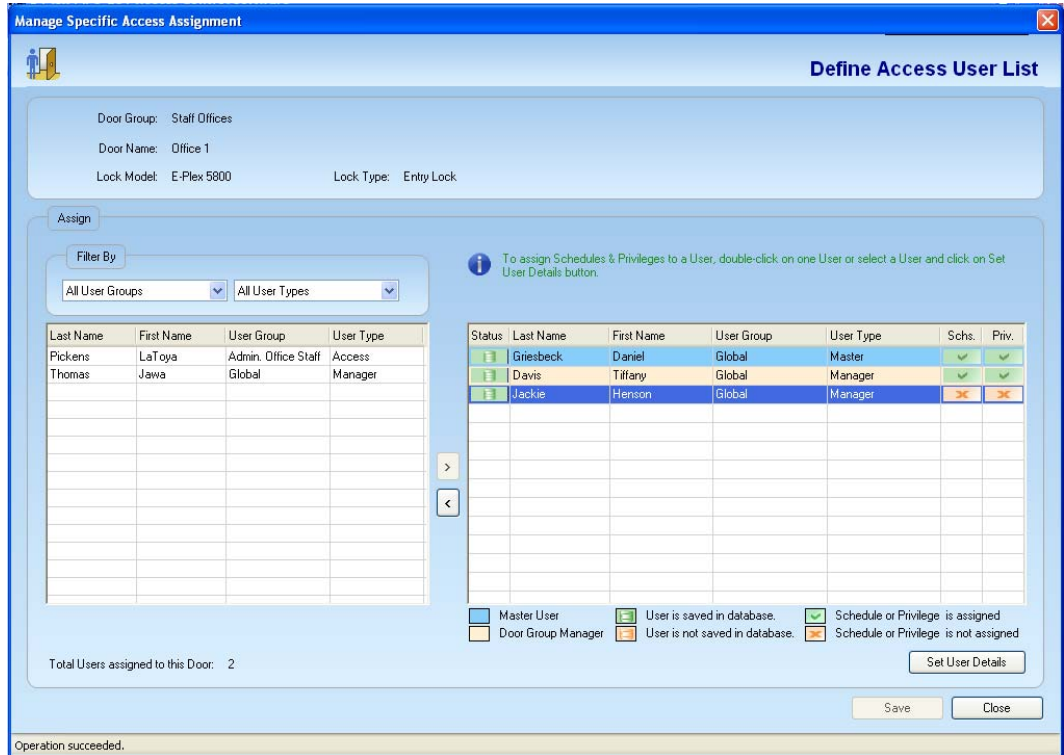 Manage Specific Access Assignment
Define Access User List
Door Group: Staff Offices
Door Name: Office 1
Lock Model: E-Plex 5800 Lock Type: Entry Lock
Assign
Filter By
All User Groups All User Types
To assign Schedules & Privileges to a User, double-click on one User or select a User and click on Set
User Details button.
Last Name First Name User Group User Type
Pickens LaToya Admin. Office Staff Access
Thomas Jawa Global Manager
Status Last Name First Name User Group User Type Schs. Priv.
Griesbeck Daniel Global Master
Davis Tiffany Global Manager
Jackie Henson Global Manager
>
<
Master User User is saved in database. Schedule or Privilege is assigned
Door Group Manager User is not saved in database. Schedule or Privilege is not assigned
Total Users assigned to this Door: 2
Set User Details
Save Close
Operation succeeded.